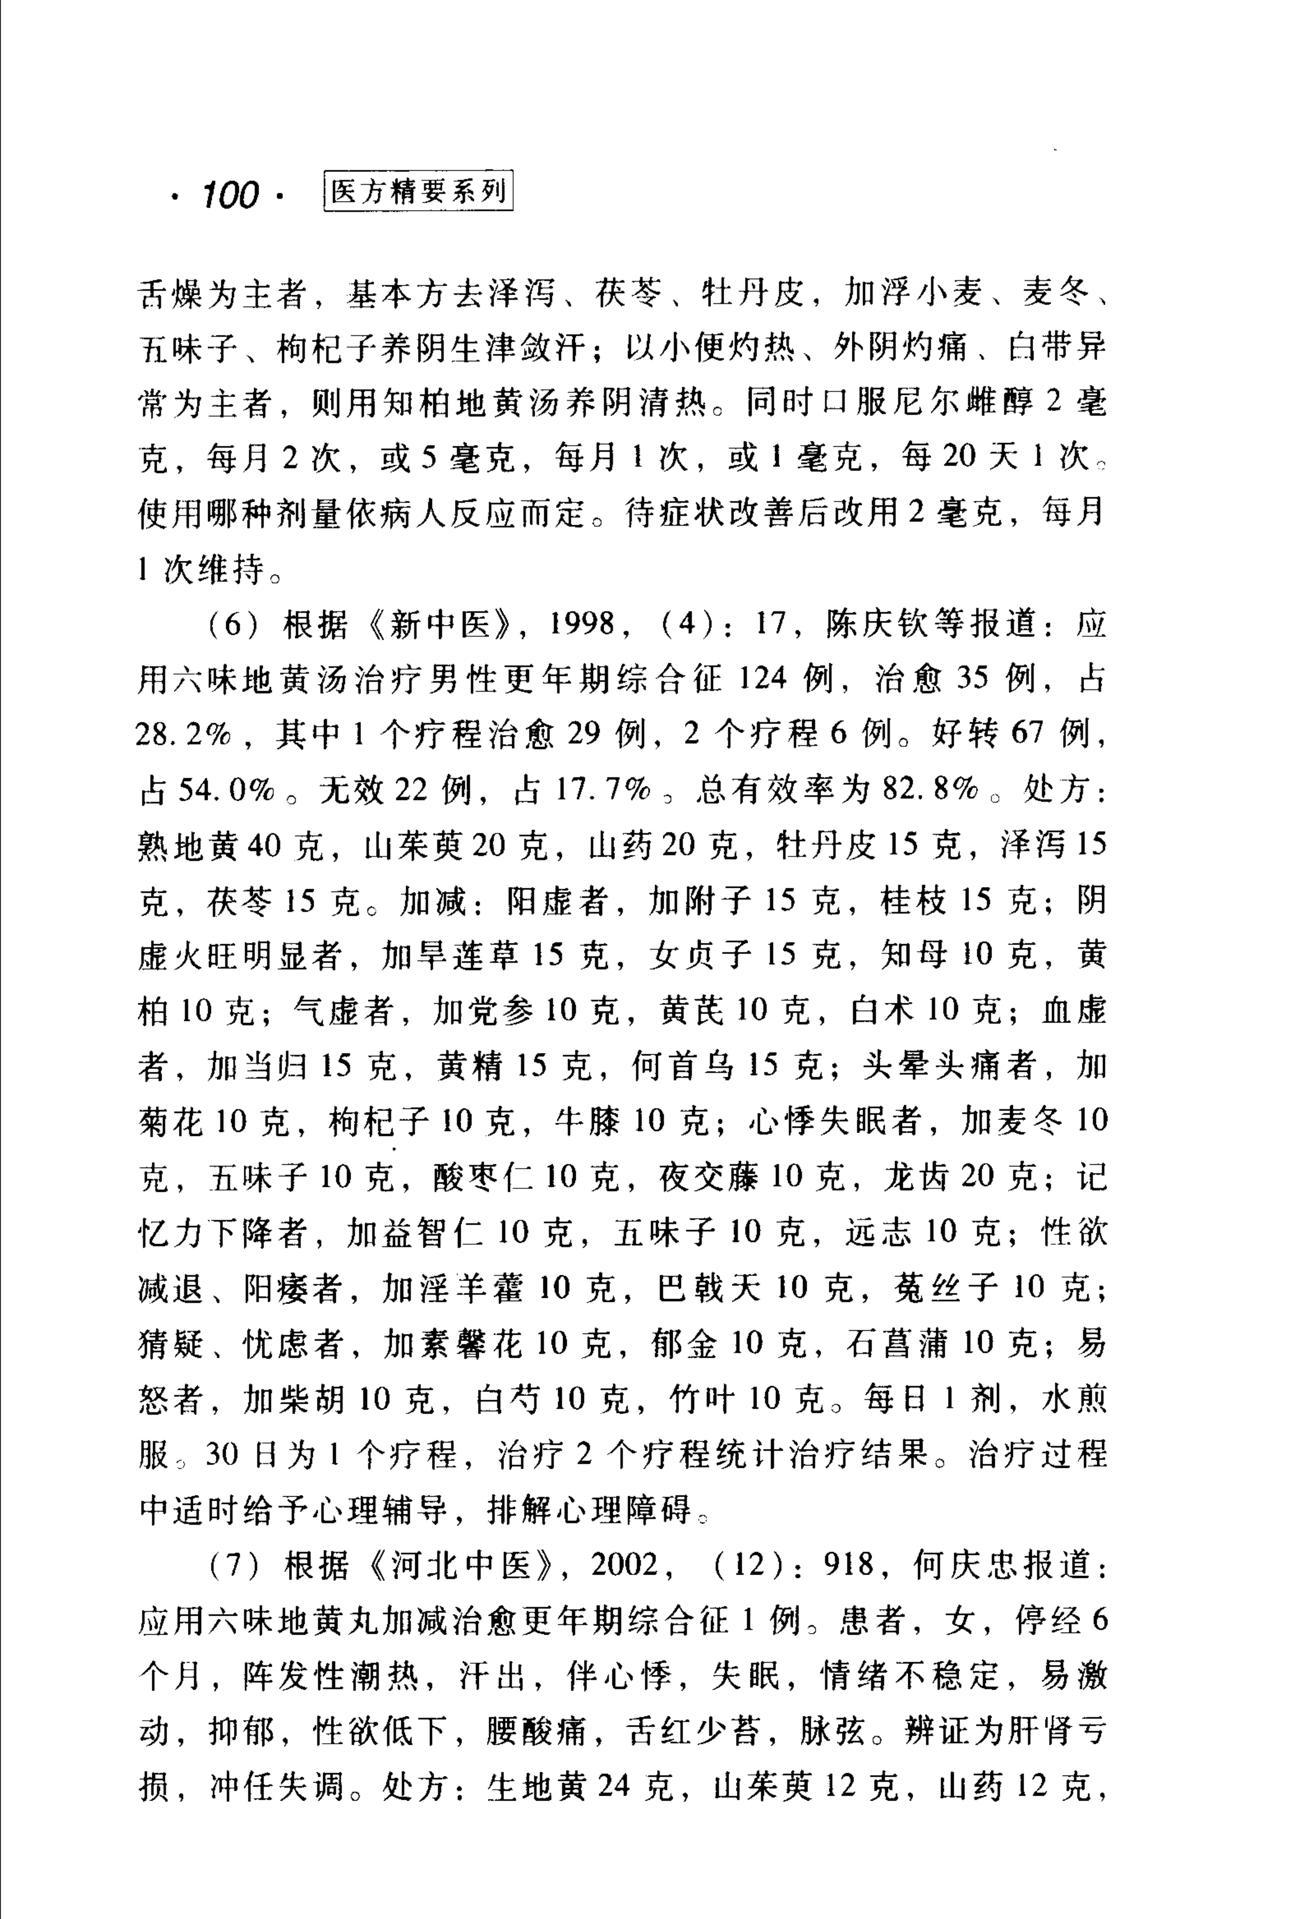 ·100· 医方精要系列
舌燥为主者，基本方去泽泻、茯苓、牡丹皮，加浮小麦、麦冬、
五味子、枸杞子养阴生津敛汗；以小便灼热、外阴灼痛、白带异
常为主者，则用知柏地黄汤养阴清热。同时口服尼尔雌醇 2 毫
克，每月 2 次，或 5 毫克，每月 1 次，或 1 毫克，每 20 天 1 次。
使用哪种剂量依病人反应而定。待症状改善后改用 2 毫克，每月
1 次维持。
（6）根据《新中医》，1998，（4）：17，陈庆钦等报道：应
用六味地黄汤治疗男性更年期综合征 124 例，治愈 35 例，占
28.2%，其中 1 个疗程治愈 29 例，2 个疗程 6 例。好转 67 例，
占 54.0%。无效 22 例，占 17.7%。总有效率为 82.8%。处方：
熟地黄 40 克，山茱萸 20 克，山药 20 克，牡丹皮 15 克，泽泻 15
克，茯苓 15 克。加减：阳虚者，加附子 15 克，桂枝 15 克；阴
虚火旺明显者，加旱莲草 15 克，女贞子 15 克，知母 10 克，黄
柏 10 克；气虚者，加党参 10 克，黄芪 10 克，白术 10 克；血虚
者，加当归 15 克，黄精 15 克，何首乌 15 克；头晕头痛者，加
菊花 10 克，枸杞子 10 克，牛膝 10 克；心悸失眠者，加麦冬 10
克，五味子 10 克，酸枣仁 10 克，夜交藤 10 克，龙齿 20 克；记
忆力下降者，加益智仁 10 克，五味子 10 克，远志 10 克；性欲
减退、阳痿者，加淫羊藿 10 克，巴戟天 10 克，菟丝子 10 克；
猜疑、忧虑者，加素馨花 10 克，郁金 10 克，石菖蒲 10 克；易
怒者，加柴胡 10 克，白芍 10 克，竹叶 10 克。每日 1 剂，水煎
服。30 日为 1 个疗程，治疗 2 个疗程统计治疗结果。治疗过程
中适时给予心理辅导，排解心理障碍。
（7）根据《河北中医》，2002，（12）：918，何庆忠报道：
应用六味地黄丸加减治愈更年期综合征 1 例。患者，女，停经 6
个月，阵发性潮热，汗出，伴心悸，失眠，情绪不稳定，易激
动，抑郁，性欲低下，腰酸痛，舌红少苔，脉弦。辨证为肝肾亏
损，冲任失调。处方：生地黄 24 克，山茱萸 12 克，山药 12 克，